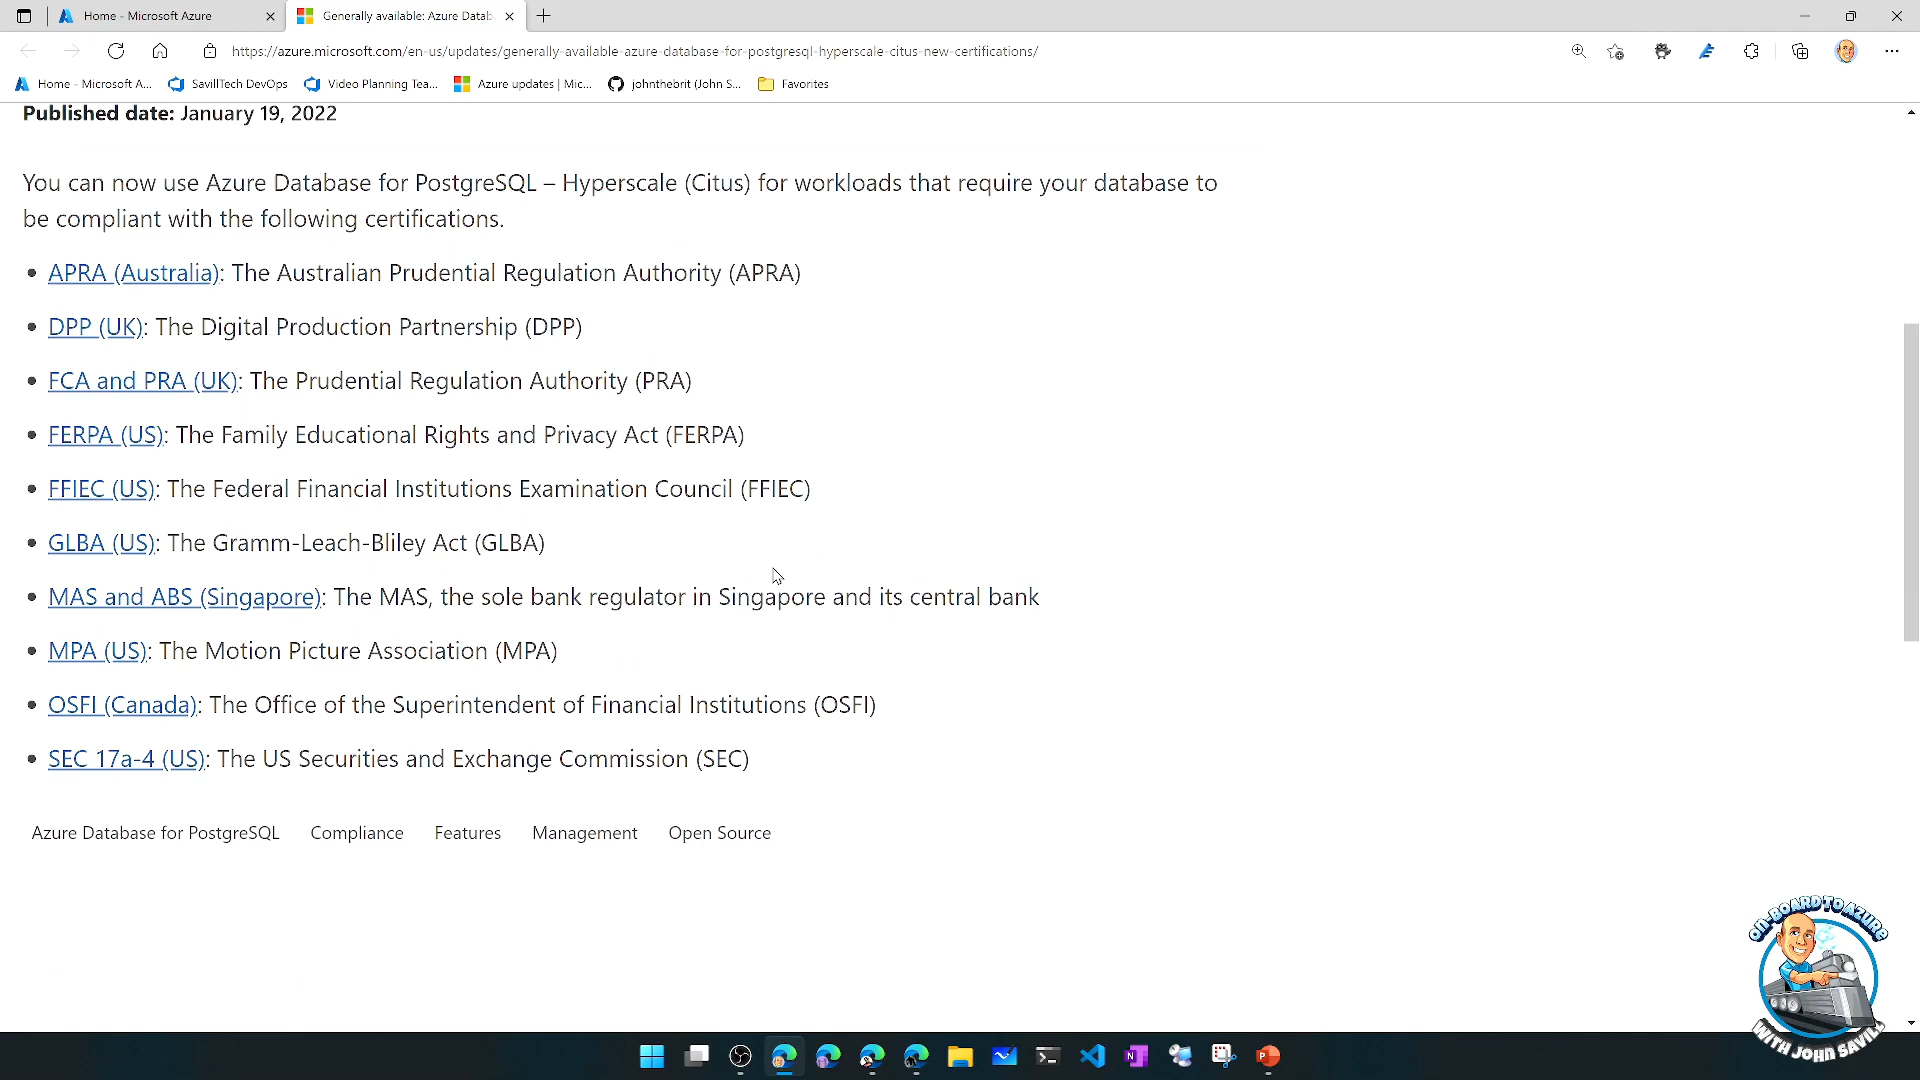 Home - Microsoft Azure
Generally available: Azure Datab
https://azure.microsoft.com/en-us/updates/generally-available-azure-database-for-postgresql-hyperscale-citus-new-certifications/
Home - Microsoft A...
SavillTech DevOps
Video Planning Tea...
Azure updates | Mic...
johnthebrit (John S...
Favorites
Published date: January 19, 2022
You can now use Azure Database for PostgreSQL – Hyperscale (Citus) for workloads that require your database to
be compliant with the following certifications.
• APRA (Australia): The Australian Prudential Regulation Authority (APRA)
• DPP (UK): The Digital Production Partnership (DPP)
• FCA and PRA (UK): The Prudential Regulation Authority (PRA)
• FERPA (US): The Family Educational Rights and Privacy Act (FERPA)
• FFIEC (US): The Federal Financial Institutions Examination Council (FFIEC)
• GLBA (US): The Gramm-Leach-Bliley Act (GLBA)
• MAS and ABS (Singapore): The MAS, the sole bank regulator in Singapore and its central bank
• MPA (US): The Motion Picture Association (MPA)
• OSFI (Canada): The Office of the Superintendent of Financial Institutions (OSFI)
• SEC 17a-4 (US): The US Securities and Exchange Commission (SEC)
Azure Database for PostgreSQL Compliance Features Management Open Source
ON-BOARD TO AZURE
WITH JOHN SAVILL